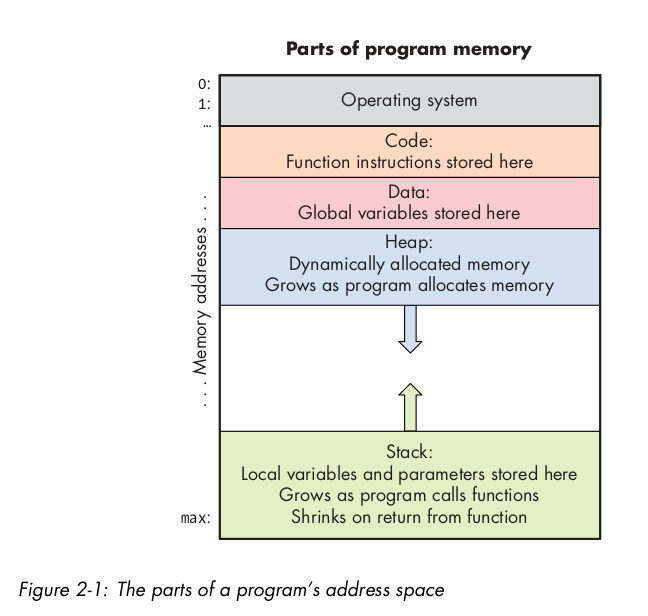 Parts of program memory
0:
1:
...
Operating system
Code:
Function instructions stored here
Data:
Global variables stored here
Heap:
Dynamically allocated memory
Grows as program allocates memory
. . . Memory addresses . . .
Stack:
Local variables and parameters stored here
Grows as program calls functions
max:
Shrinks on return from function
Figure 2-1: The parts of a program’s address space